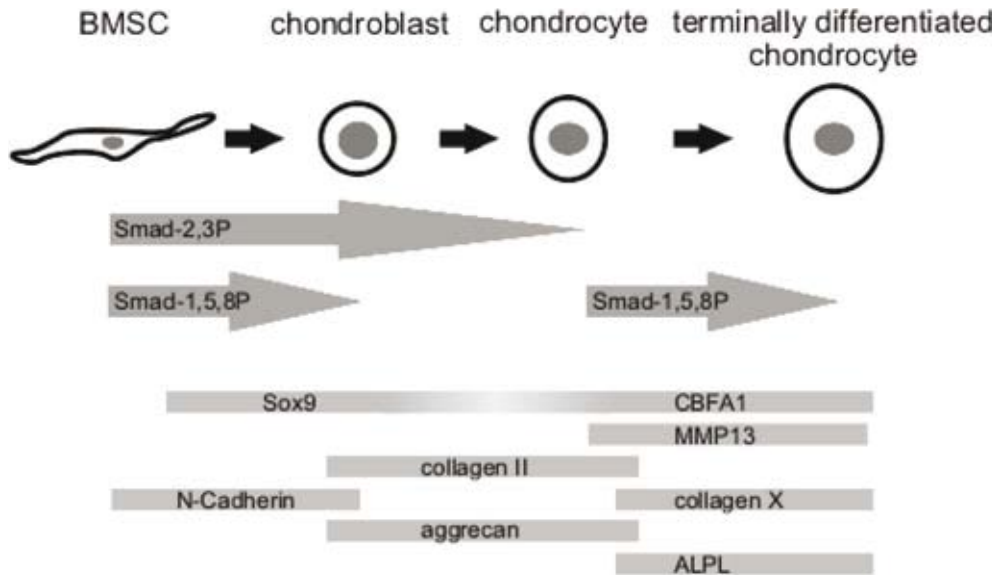 BMSC
chondroblast
chondrocyte
terminally differentiated
chondrocyte
Smad-2,3P
Smad-1,5,8P
Smad-1,5,8P
Sox9
CBFA1
MMP13
collagen II
N-Cadherin
collagen X
aggrecan
ALPL